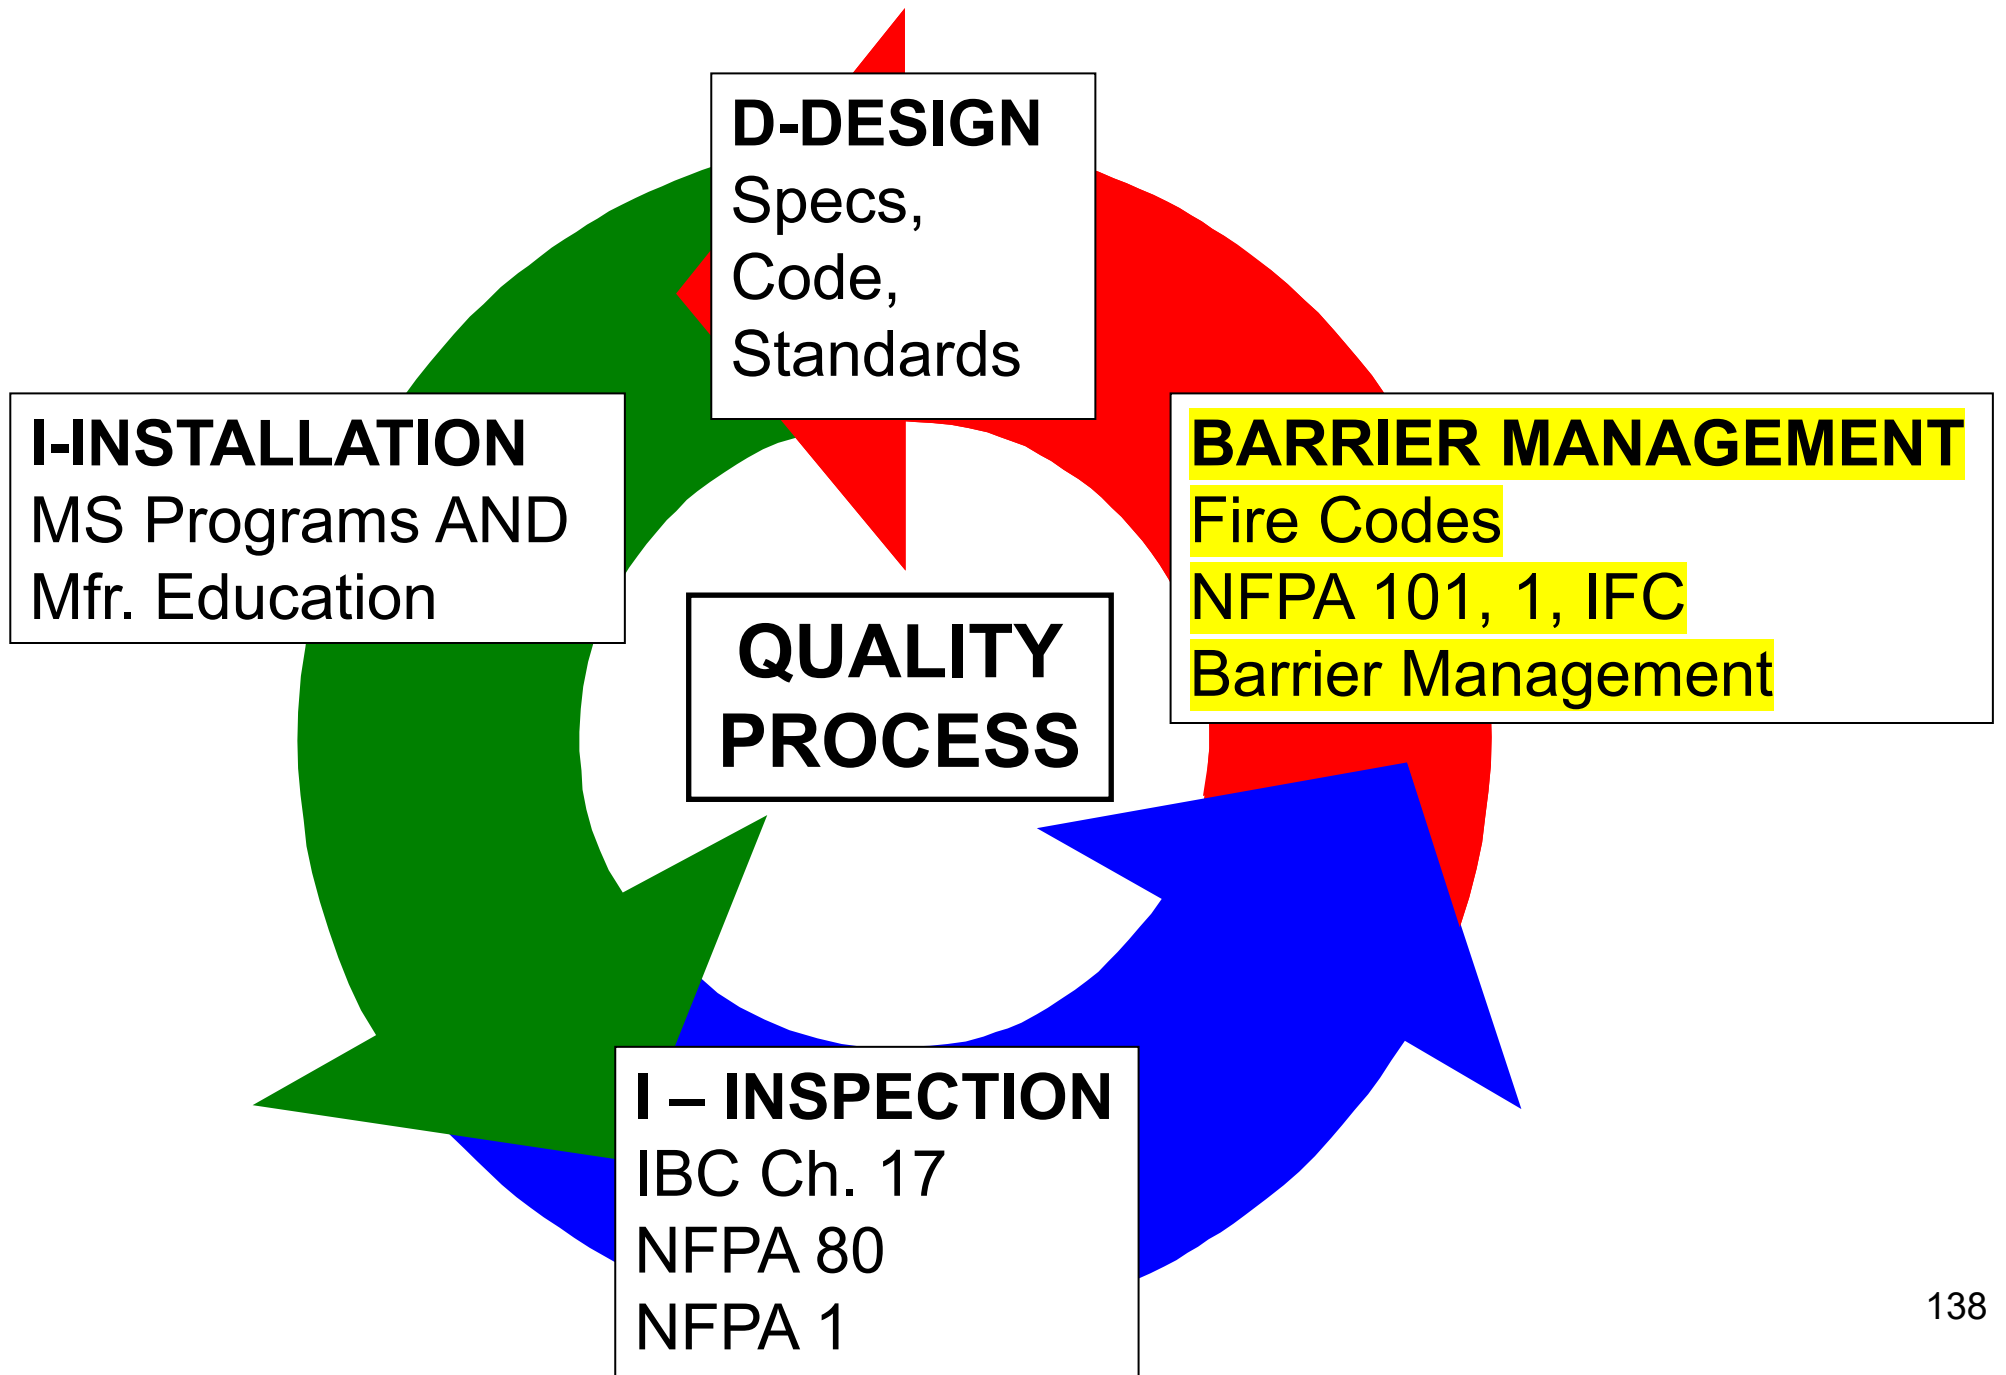 D-DESIGN
Specs,
Code,
Standards
I-INSTALLATION
MS Programs AND
Mfr. Education
BARRIER MANAGEMENT
Fire Codes
NFPA 101, 1, IFC
Barrier Management
QUALITY
PROCESS
I – INSPECTION
IBC Ch. 17
NFPA 80
NFPA 1
138